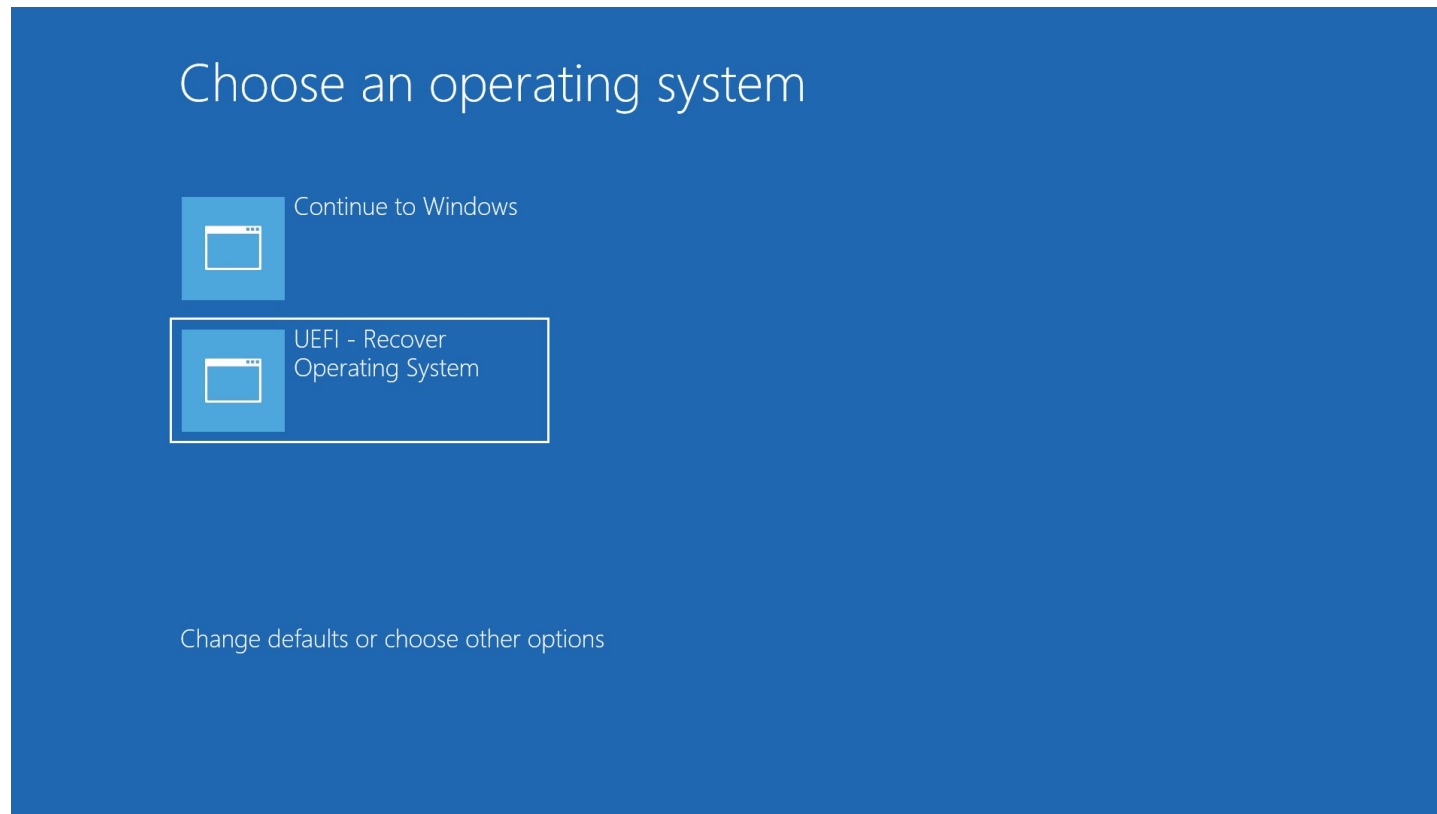 Choose an operating system
Continue to Windows
UEFI - Recover
Operating System
Change defaults or choose other options